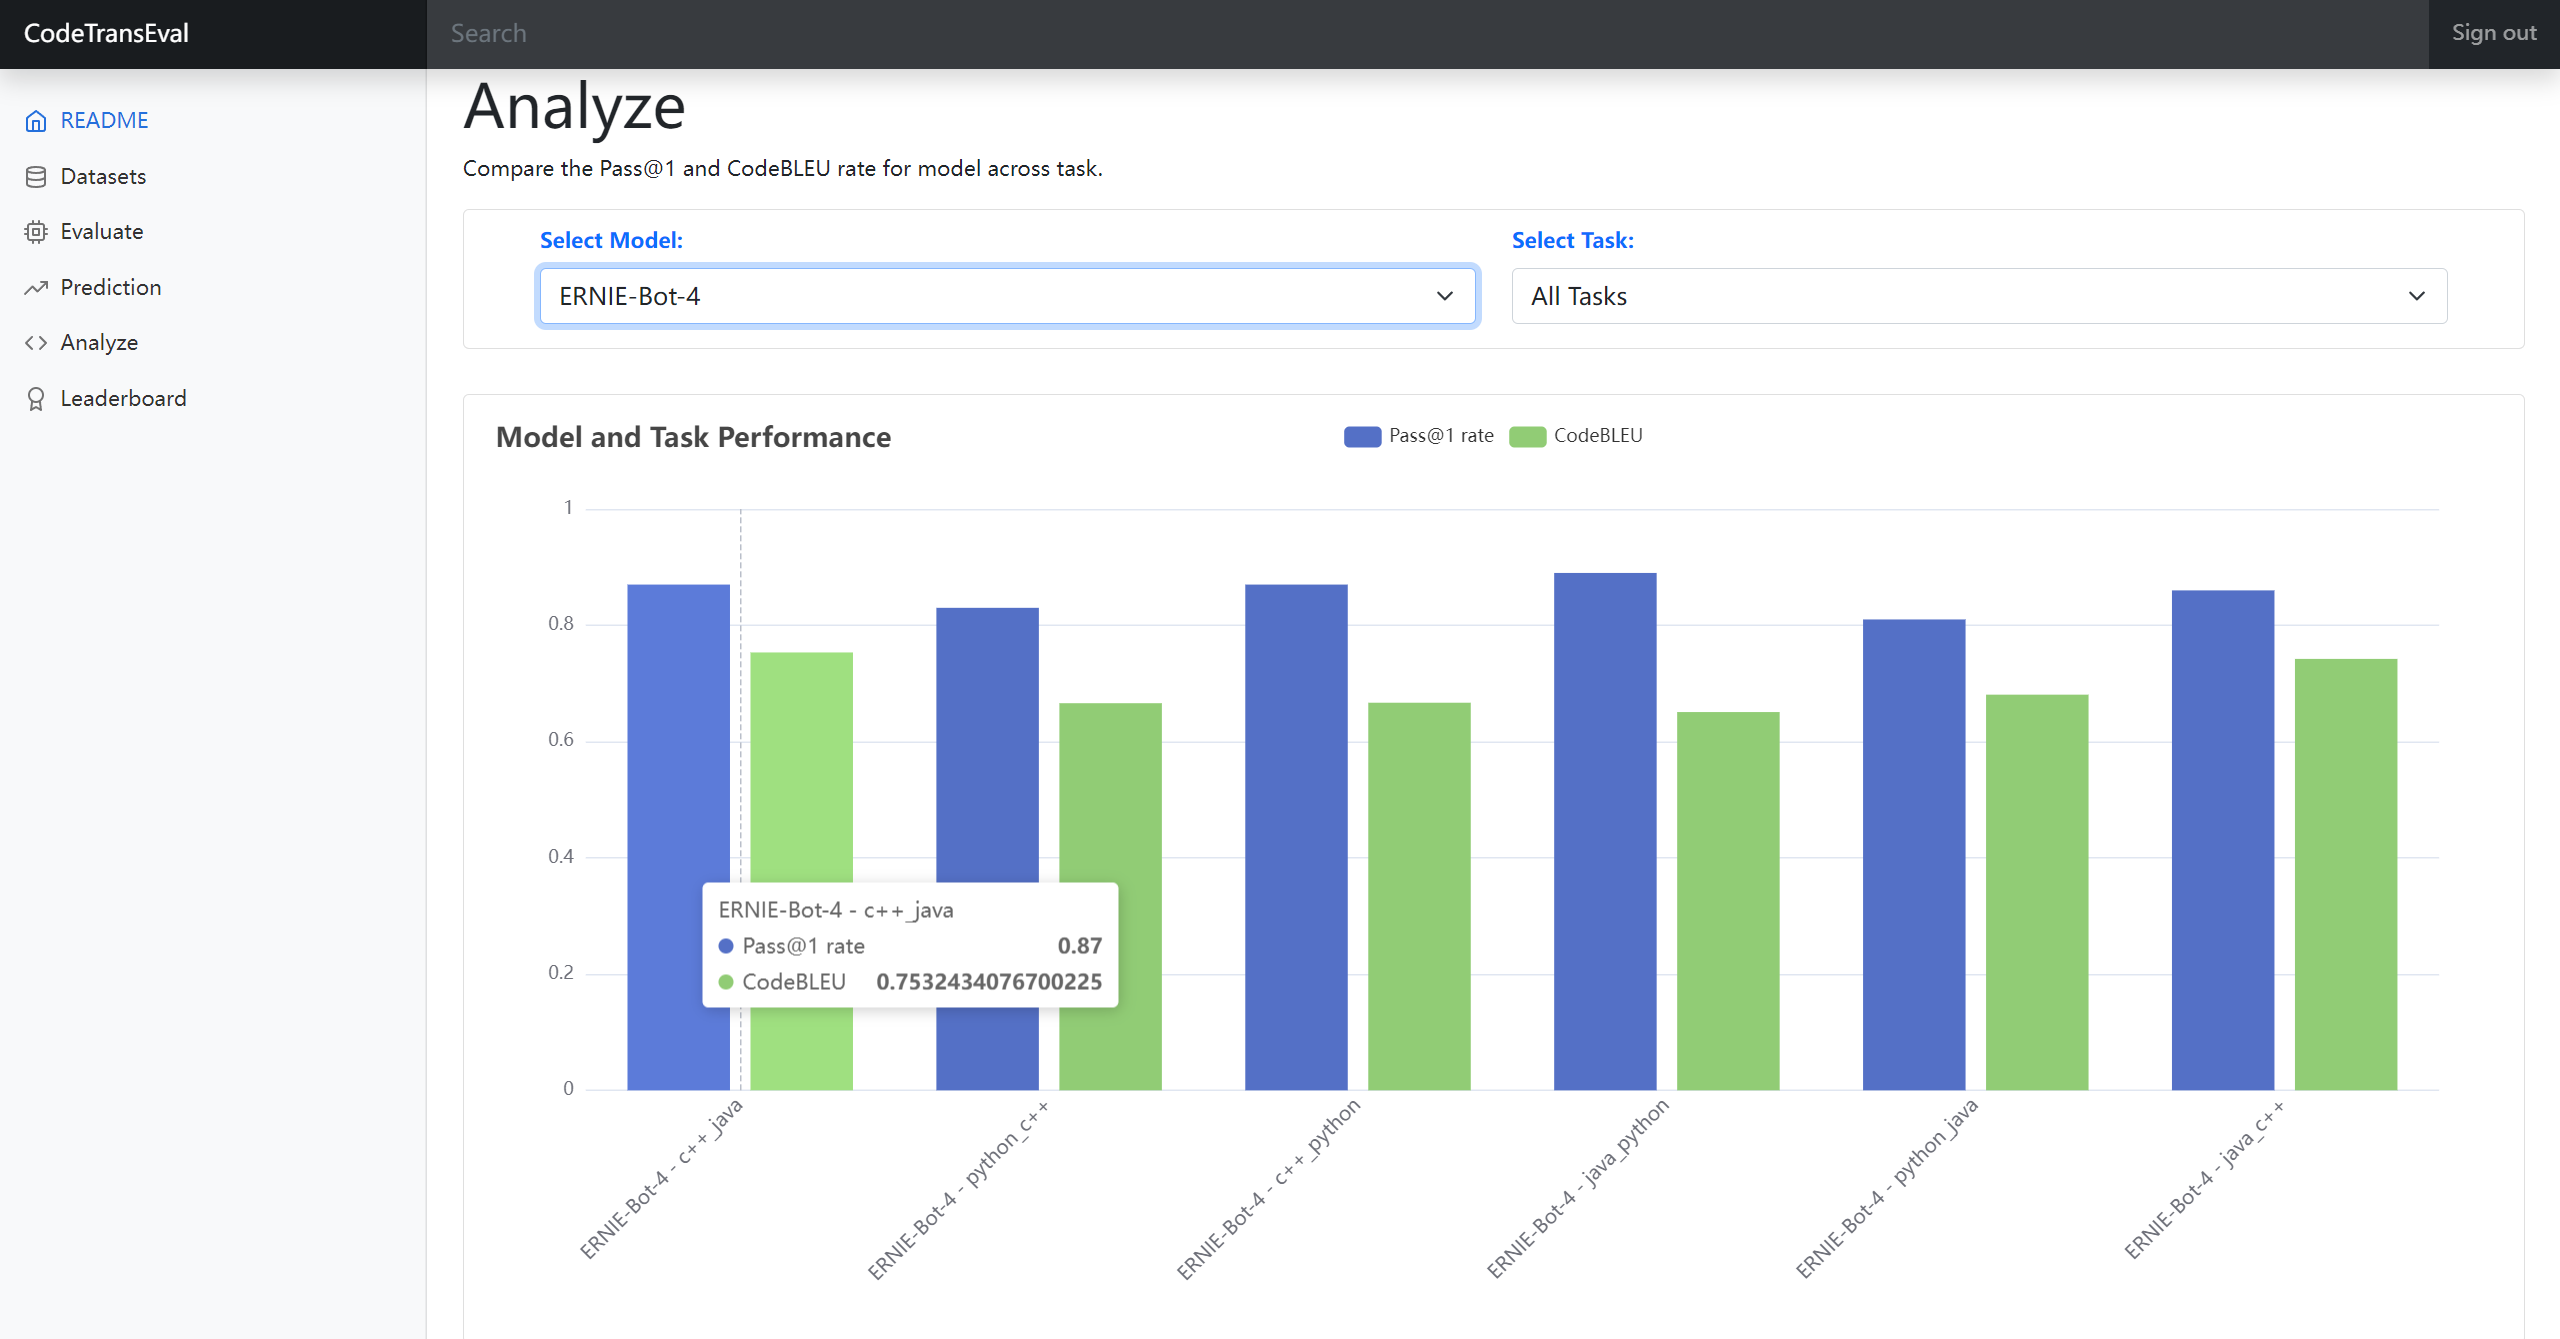 CodeTransEval
Search
Sign out
README
Datasets
Evaluate
Prediction
Analyze
Leaderboard
Analyze
Compare the Pass@1 and CodeBLEU rate for model across task.
Select Model:
ERNIE-Bot-4
Select Task:
All Tasks
Model and Task Performance
Pass@1 rate
CodeBLEU
1
0.8
0.6
0.4
0.2
0
ERNIE-Bot-4 - c++_java
Pass@1 rate 0.87
CodeBLEU 0.7532434076700225
ERNIE-Bot-4 - c++_java
ERNIE-Bot-4 - python_c++
ERNIE-Bot-4 - c++_python
ERNIE-Bot-4 - java_python
ERNIE-Bot-4 - python_java
ERNIE-Bot-4 - java_c++